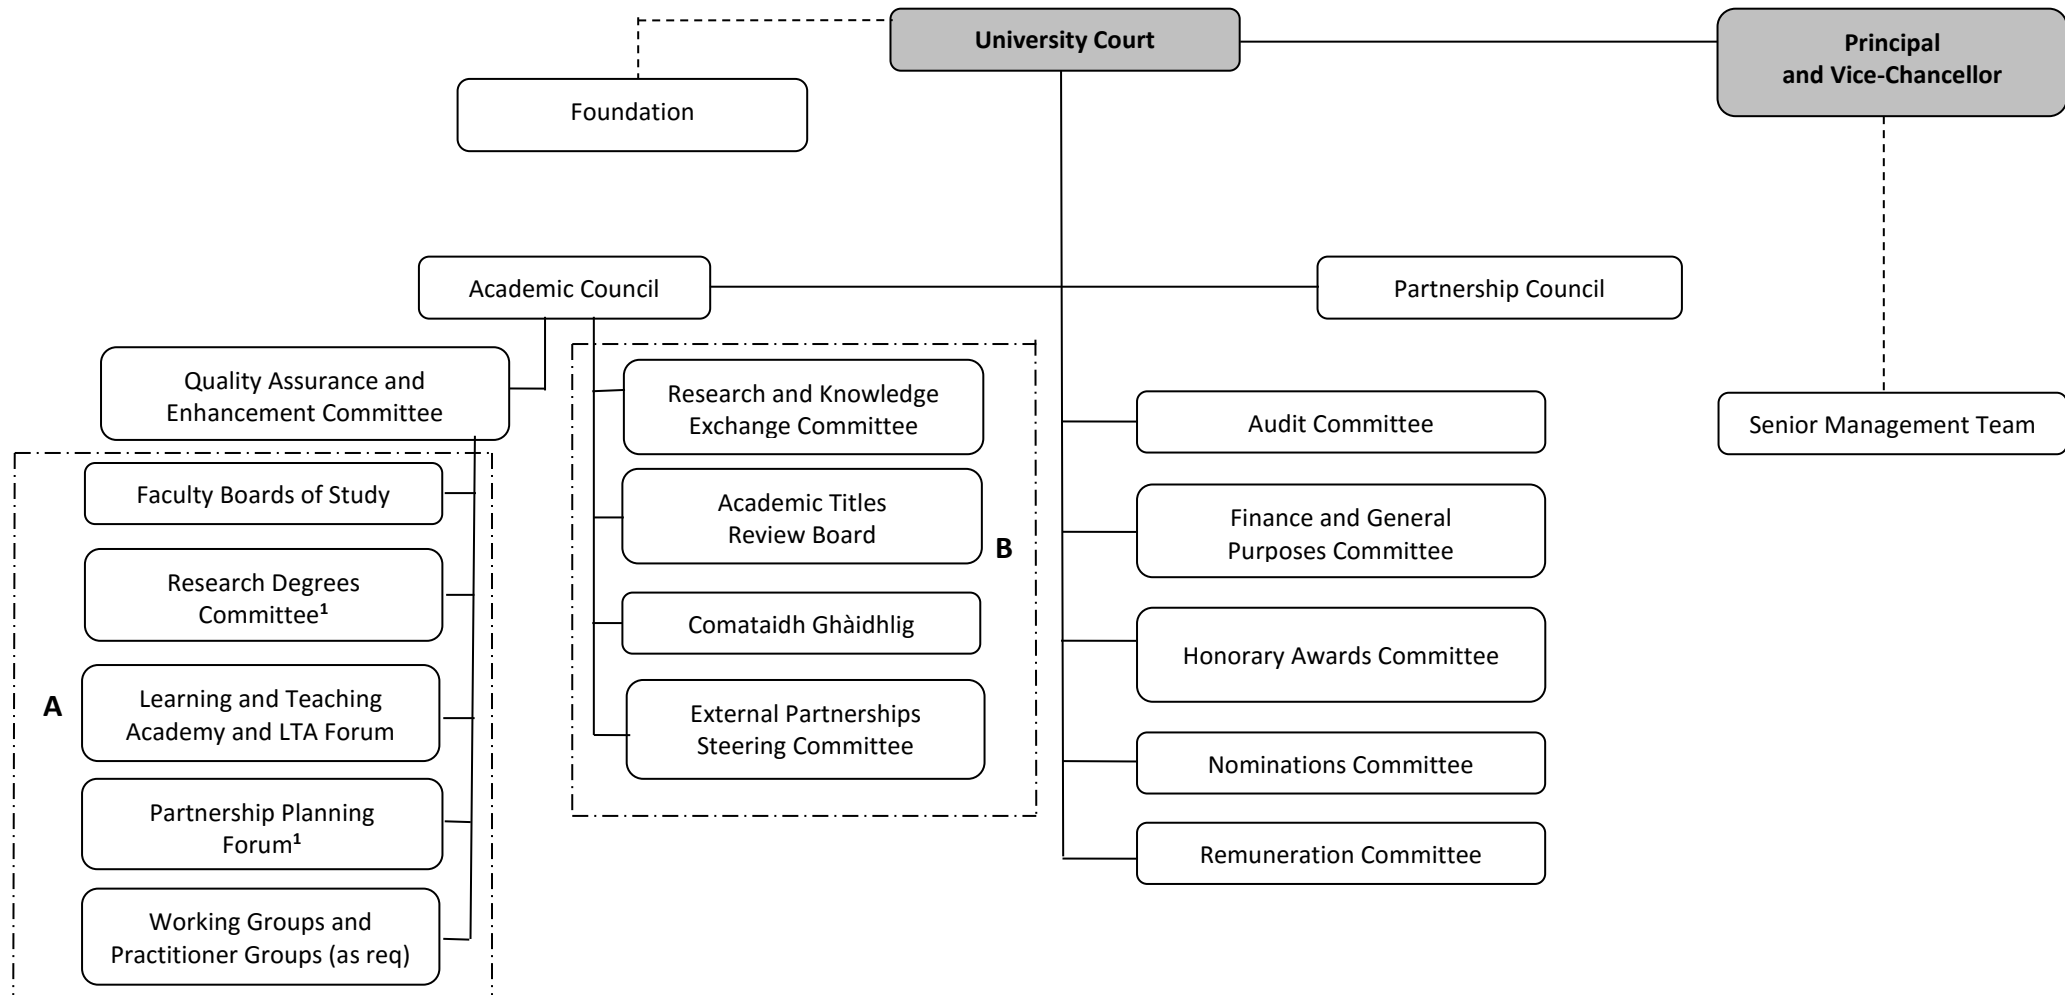 University Court
Principal
and Vice-Chancellor
Foundation
Academic Council
Partnership Council
Quality Assurance and
Enhancement Committee
Research and Knowledge
Exchange Committee
Audit Committee
Senior Management Team
Faculty Boards of Study
Academic Titles
Review Board
B
Finance and General
Purposes Committee
Research Degrees
Committee¹
Comataidh Ghàidhlig
Honorary Awards Committee
A
Learning and Teaching
Academy and LTA Forum
External Partnerships
Steering Committee
Nominations Committee
Partnership Planning
Forum¹
Remuneration Committee
Working Groups and
Practitioner Groups (as req)